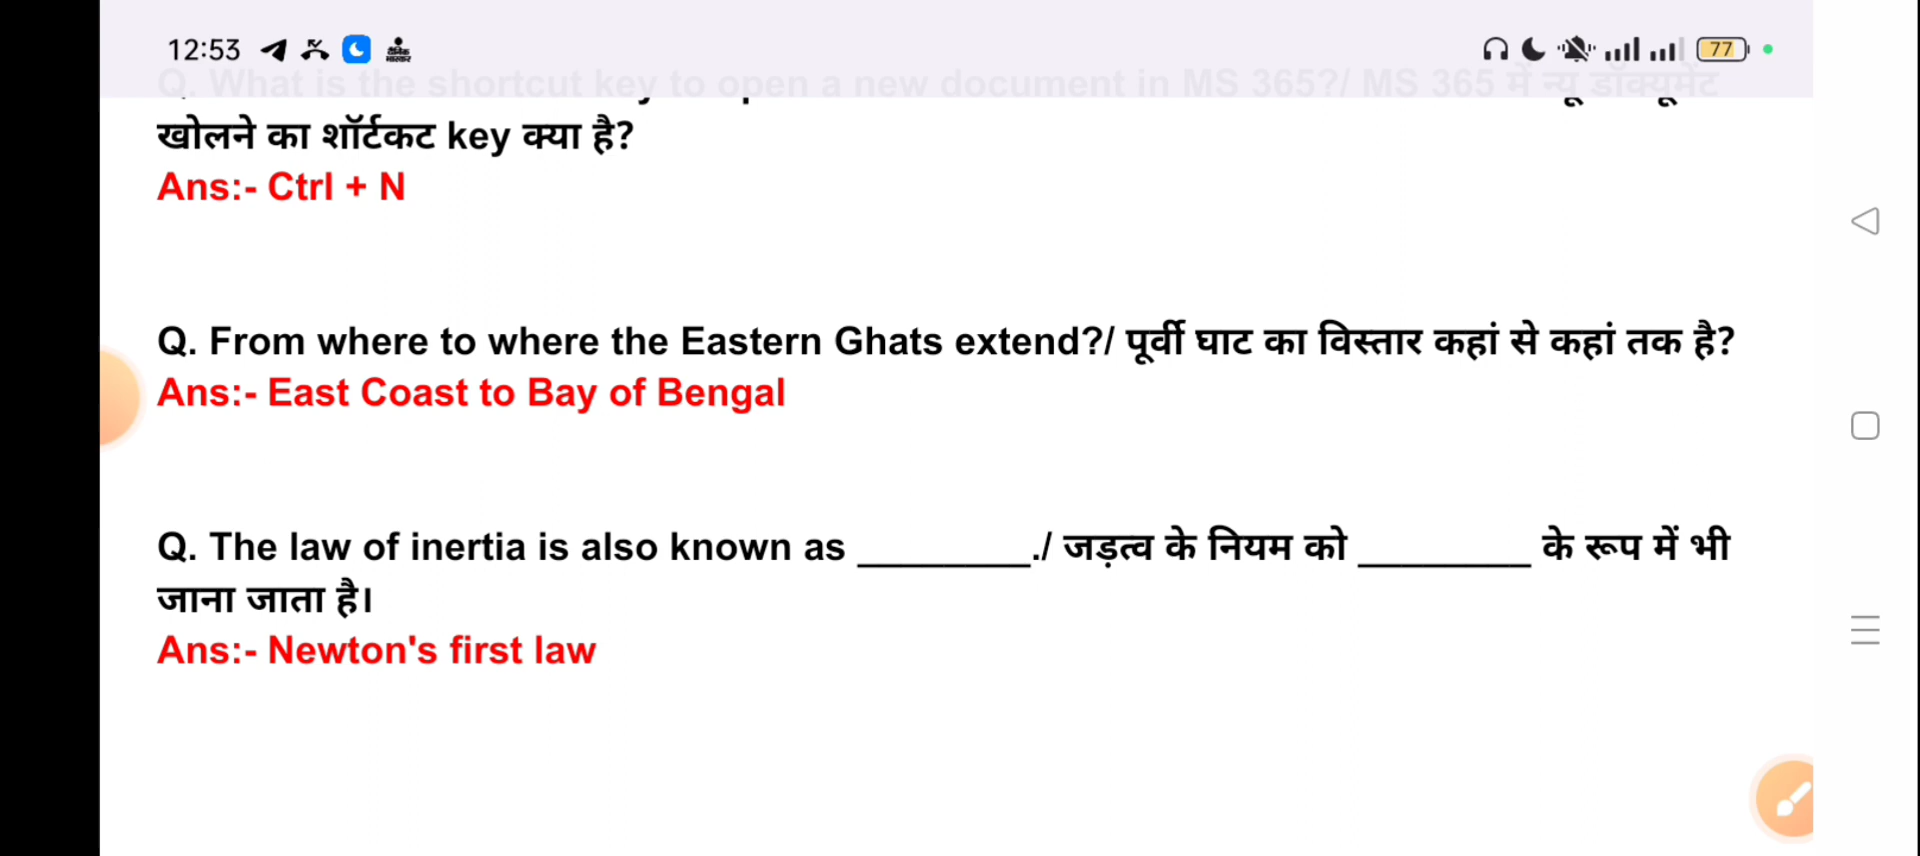 12:53
77
Q. What is the shortcut key to open a new document in MS 365?/ MS 365 में न्यू डॉक्यूमेंट
खोलने का शॉर्टकट key क्या है?
Ans:- Ctrl + N
Q. From where to where the Eastern Ghats extend?/ पूर्वी घाट का विस्तार कहां से कहां तक है?
Ans:- East Coast to Bay of Bengal
Q. The law of inertia is also known as ________./ जड़त्व के नियम को ________ के रूप में भी
जाना जाता है।
Ans:- Newton's first law